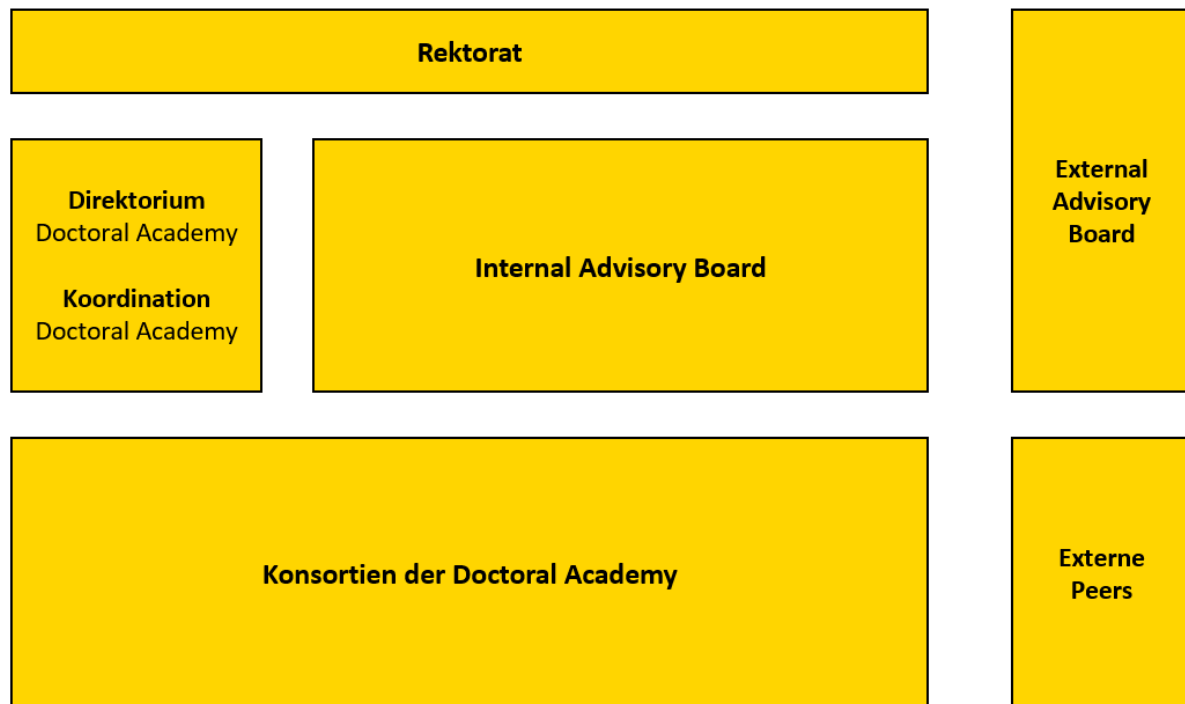 Rektorat
Direktorium
Doctoral Academy
Koordination
Doctoral Academy
Internal Advisory Board
External
Advisory
Board
Konsortien der Doctoral Academy
Externe
Peers